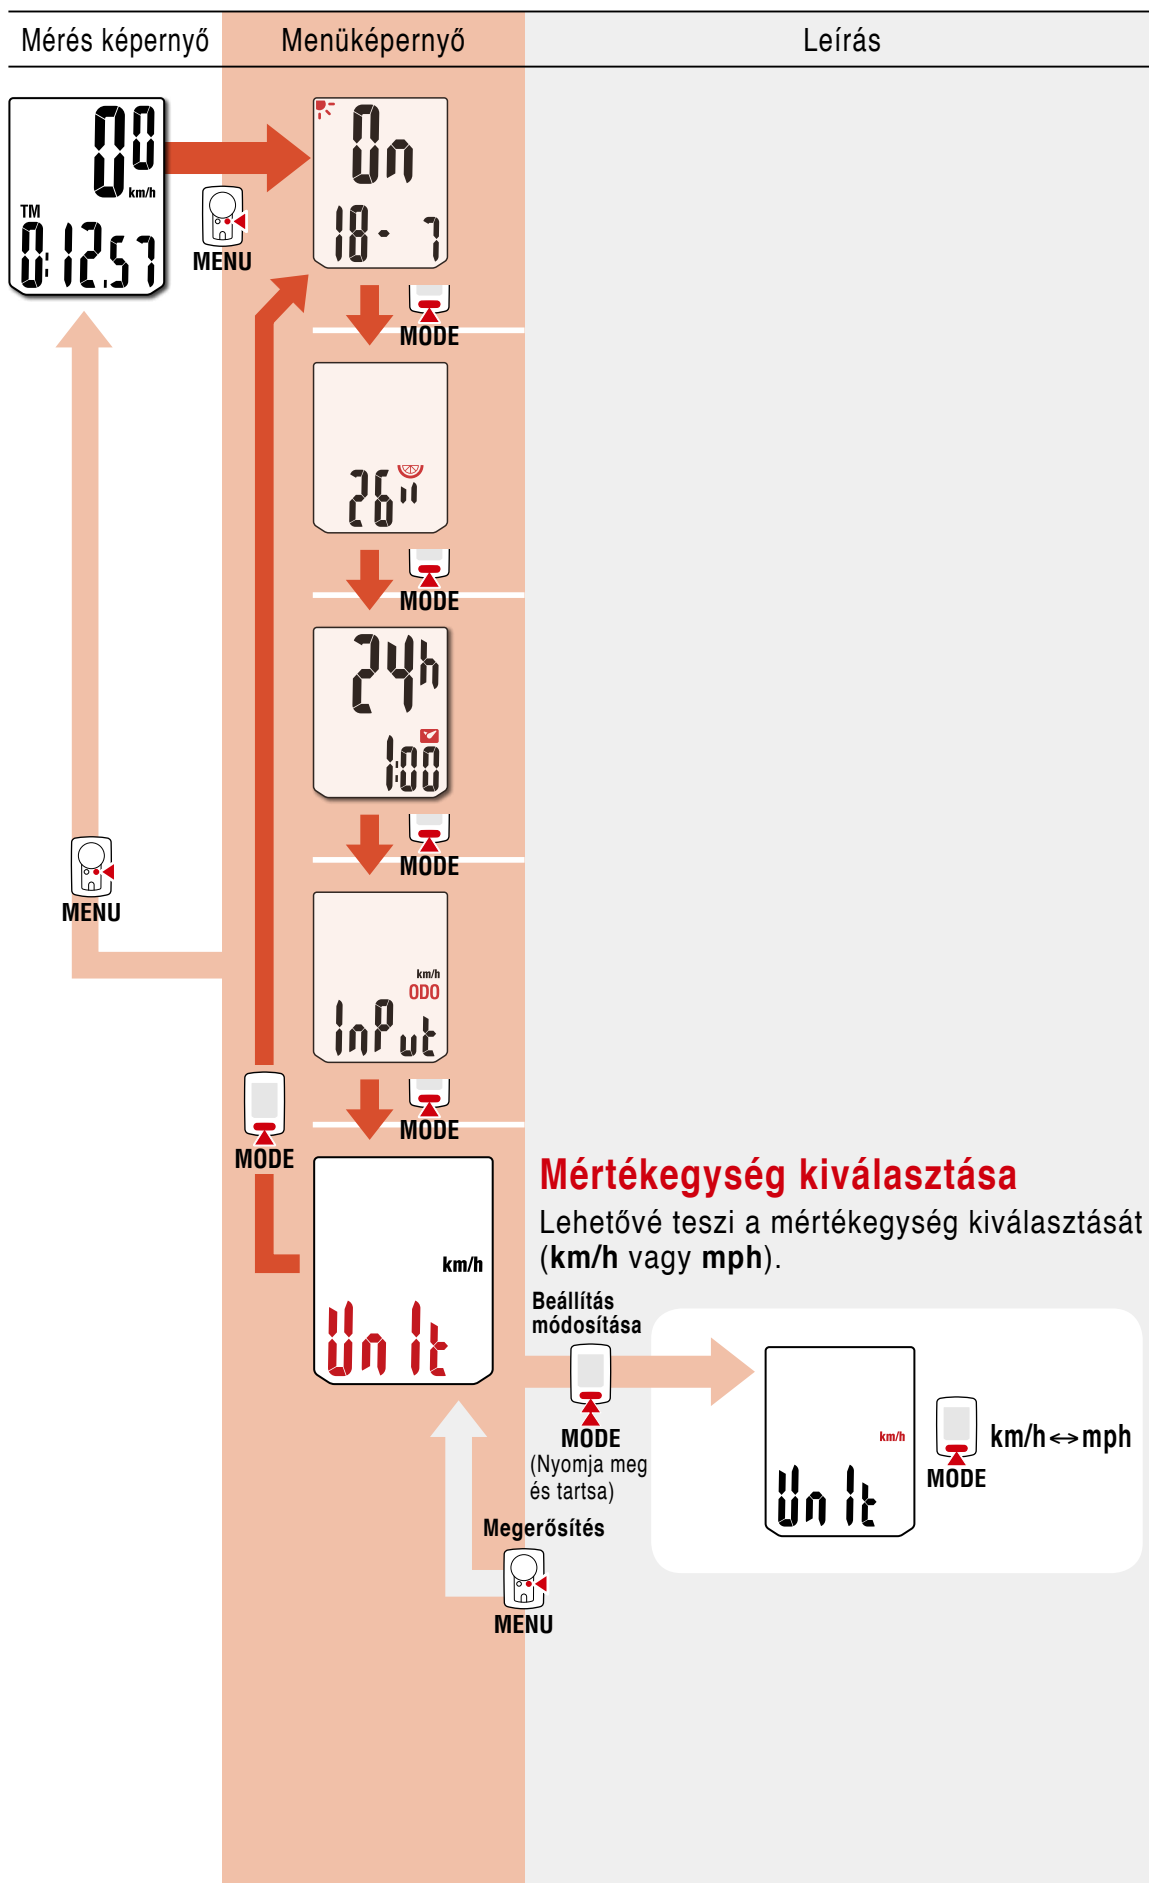 Mérés képernyő Menüképernyő Leírás
0.0
km/h
TM
0:12.57
MENU
On
18- 7
MODE
26"
MODE
24h
1:00
MODE
MENU
km/h
ODO
InPut
MODE
MODE
km/h
UnIt
Mértékegység kiválasztása
Lehetővé teszi a mértékegység kiválasztását
(km/h vagy mph).
Beállítás
módosítása
MODE
(Nyomja meg
és tartsa)
km/h
UnIt
MODE
km/h↔mph
Megerősítés
MENU